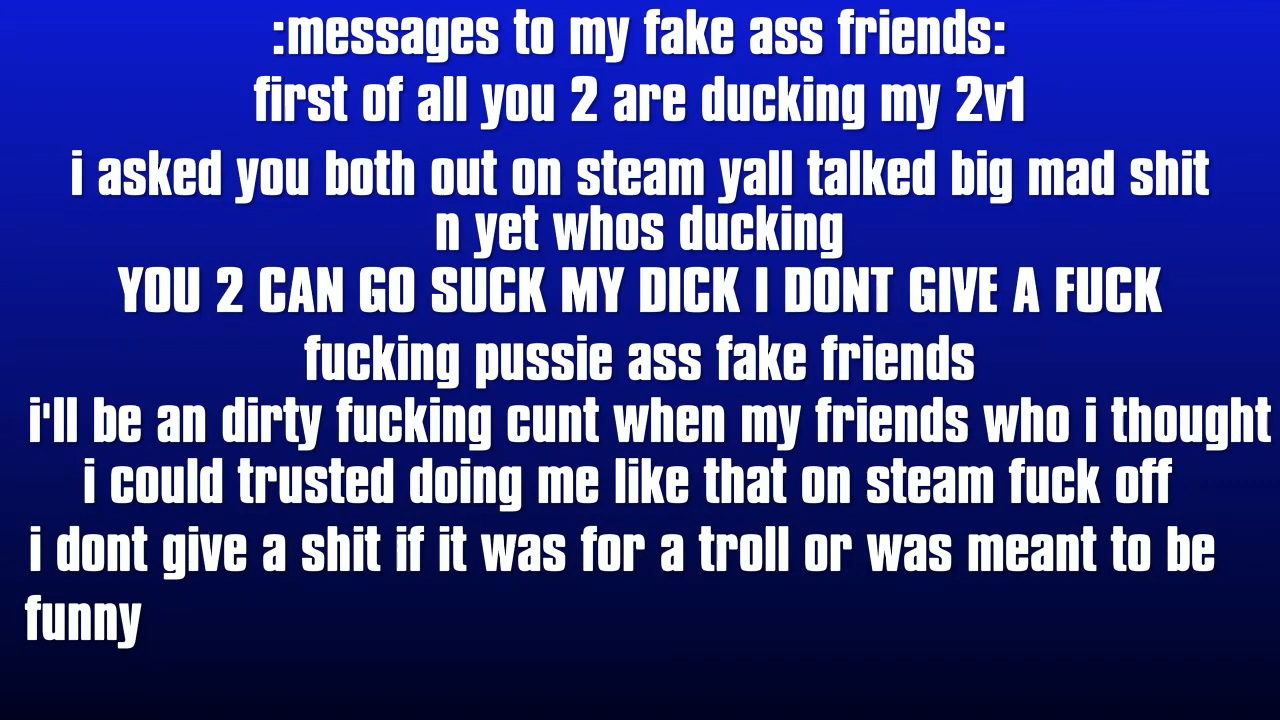 :messages to my fake ass friends:
first of all you 2 are ducking my 2v1
i asked you both out on steam yall talked big mad shit
n yet whos ducking
YOU 2 CAN GO SUCK MY DICK I DONT GIVE A FUCK
fucking pussie ass fake friends
i'll be an dirty fucking cunt when my friends who i thought
i could trusted doing me like that on steam fuck off
i dont give a shit if it was for a troll or was meant to be
funny